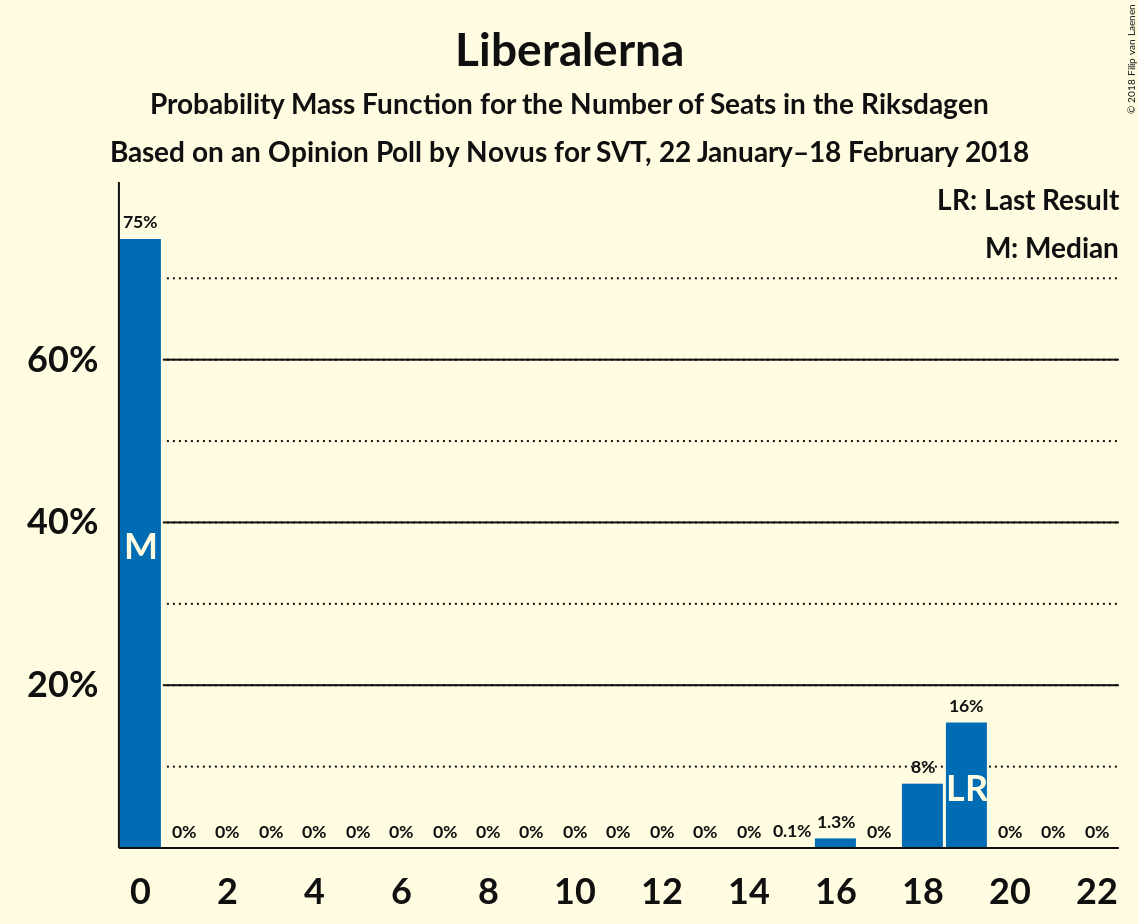 Liberalerna
Probability Mass Function for the Number of Seats in the Riksdagen
Based on an Opinion Poll by Novus for SVT, 22 January–18 February 2018
© 2018 Filip van Laenen
LR: Last Result
M: Median
75%
60%
40%
M
20%
16%
8%
LR
0% 0% 0% 0% 0% 0% 0% 0% 0% 0% 0% 0% 0% 0% 0.1% 1.3% 0% 0% 0% 0%
0 2 4 6 8 10 12 14 16 18 20 22